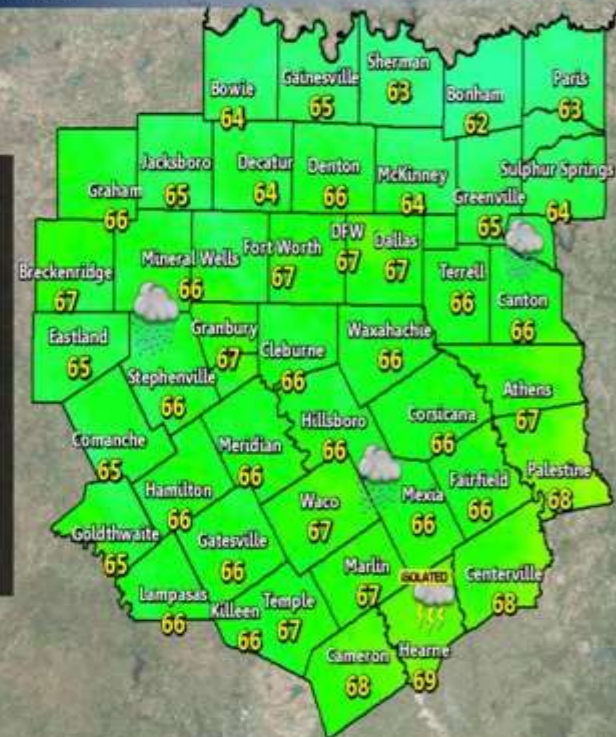 Bowie
64
Gainesville
65
Sherman
63
Bonham
62
Paris
63
Graham
66
Jacksboro
65
Decatur
64
Denton
66
McKinney
64
Greenville
65
Sulphur Springs
64
Breckenridge
67
Mineral Wells
66
Fort Worth
67
DFW
67
Dallas
67
Terrell
66
Canton
66
Eastland
65
Stephenville
66
Granbury
67
Cleburne
66
Waxahachie
66
Athens
67
Comanche
65
Hamilton
66
Meridian
66
Hillsboro
66
Corsicana
66
Palestine
68
Goldthwaite
65
Gatesville
66
Waco
67
Mexia
66
Fairfield
66
Lampasas
66
Killeen
66
Temple
67
Marlin
67
ISOLATED
Centerville
68
Cameron
68
Hearne
69